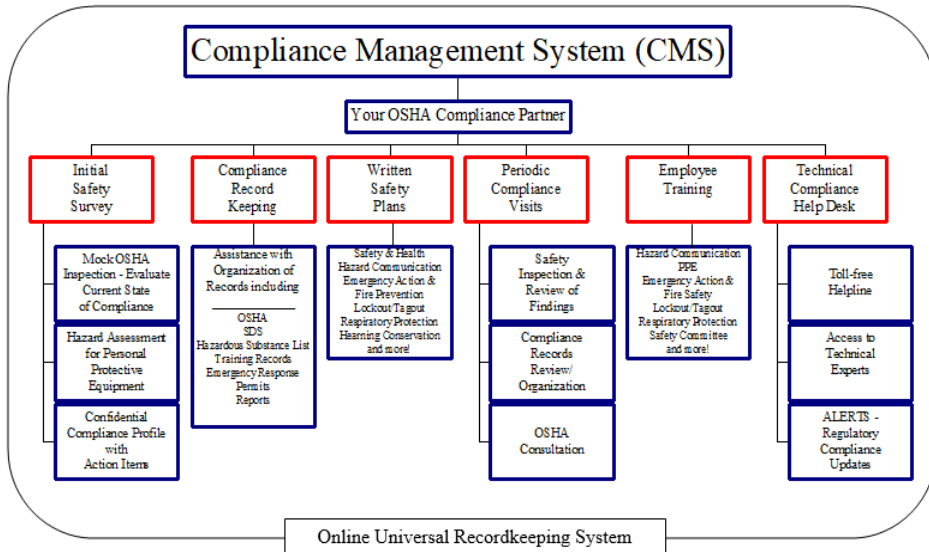 Compliance Management System (CMS)
Your OSHA Compliance Partner
Initial
Safety
Survey
Compliance
Record
Keeping
Written
Safety
Plans
Periodic
Compliance
Visits
Employee
Training
Technical
Compliance
Help Desk
Mock OSHA
Inspection - Evaluate
Current State
of Compliance
Hazard Assessment
for Personal
Protective
Equipment
Confidential
Compliance Profile
with
Action Items
Assistance with
Organization of
Records including
OSHA
SDS
Hazardous Substance List
Training Records
Emergency Response
Permits
Reports
Safety & Health
Hazard Communication
Emergency Action &
Fire Prevention
Lockout/Tagout
Respiratory Protection
Hearning Conservation
and more!
Safety
Inspection &
Review of
Findings
Compliance
Records
Review/
Organization
OSHA
Consultation
Hazard Communication
PPE
Emergency Action &
Fire Safety
Lockout/Tagout
Respiratory Protection
Safety Committee
and more!
Toll-free
Helpline
Access to
Technical
Experts
ALERTS -
Regulatory
Compliance
Updates
Online Universal Recordkeeping System